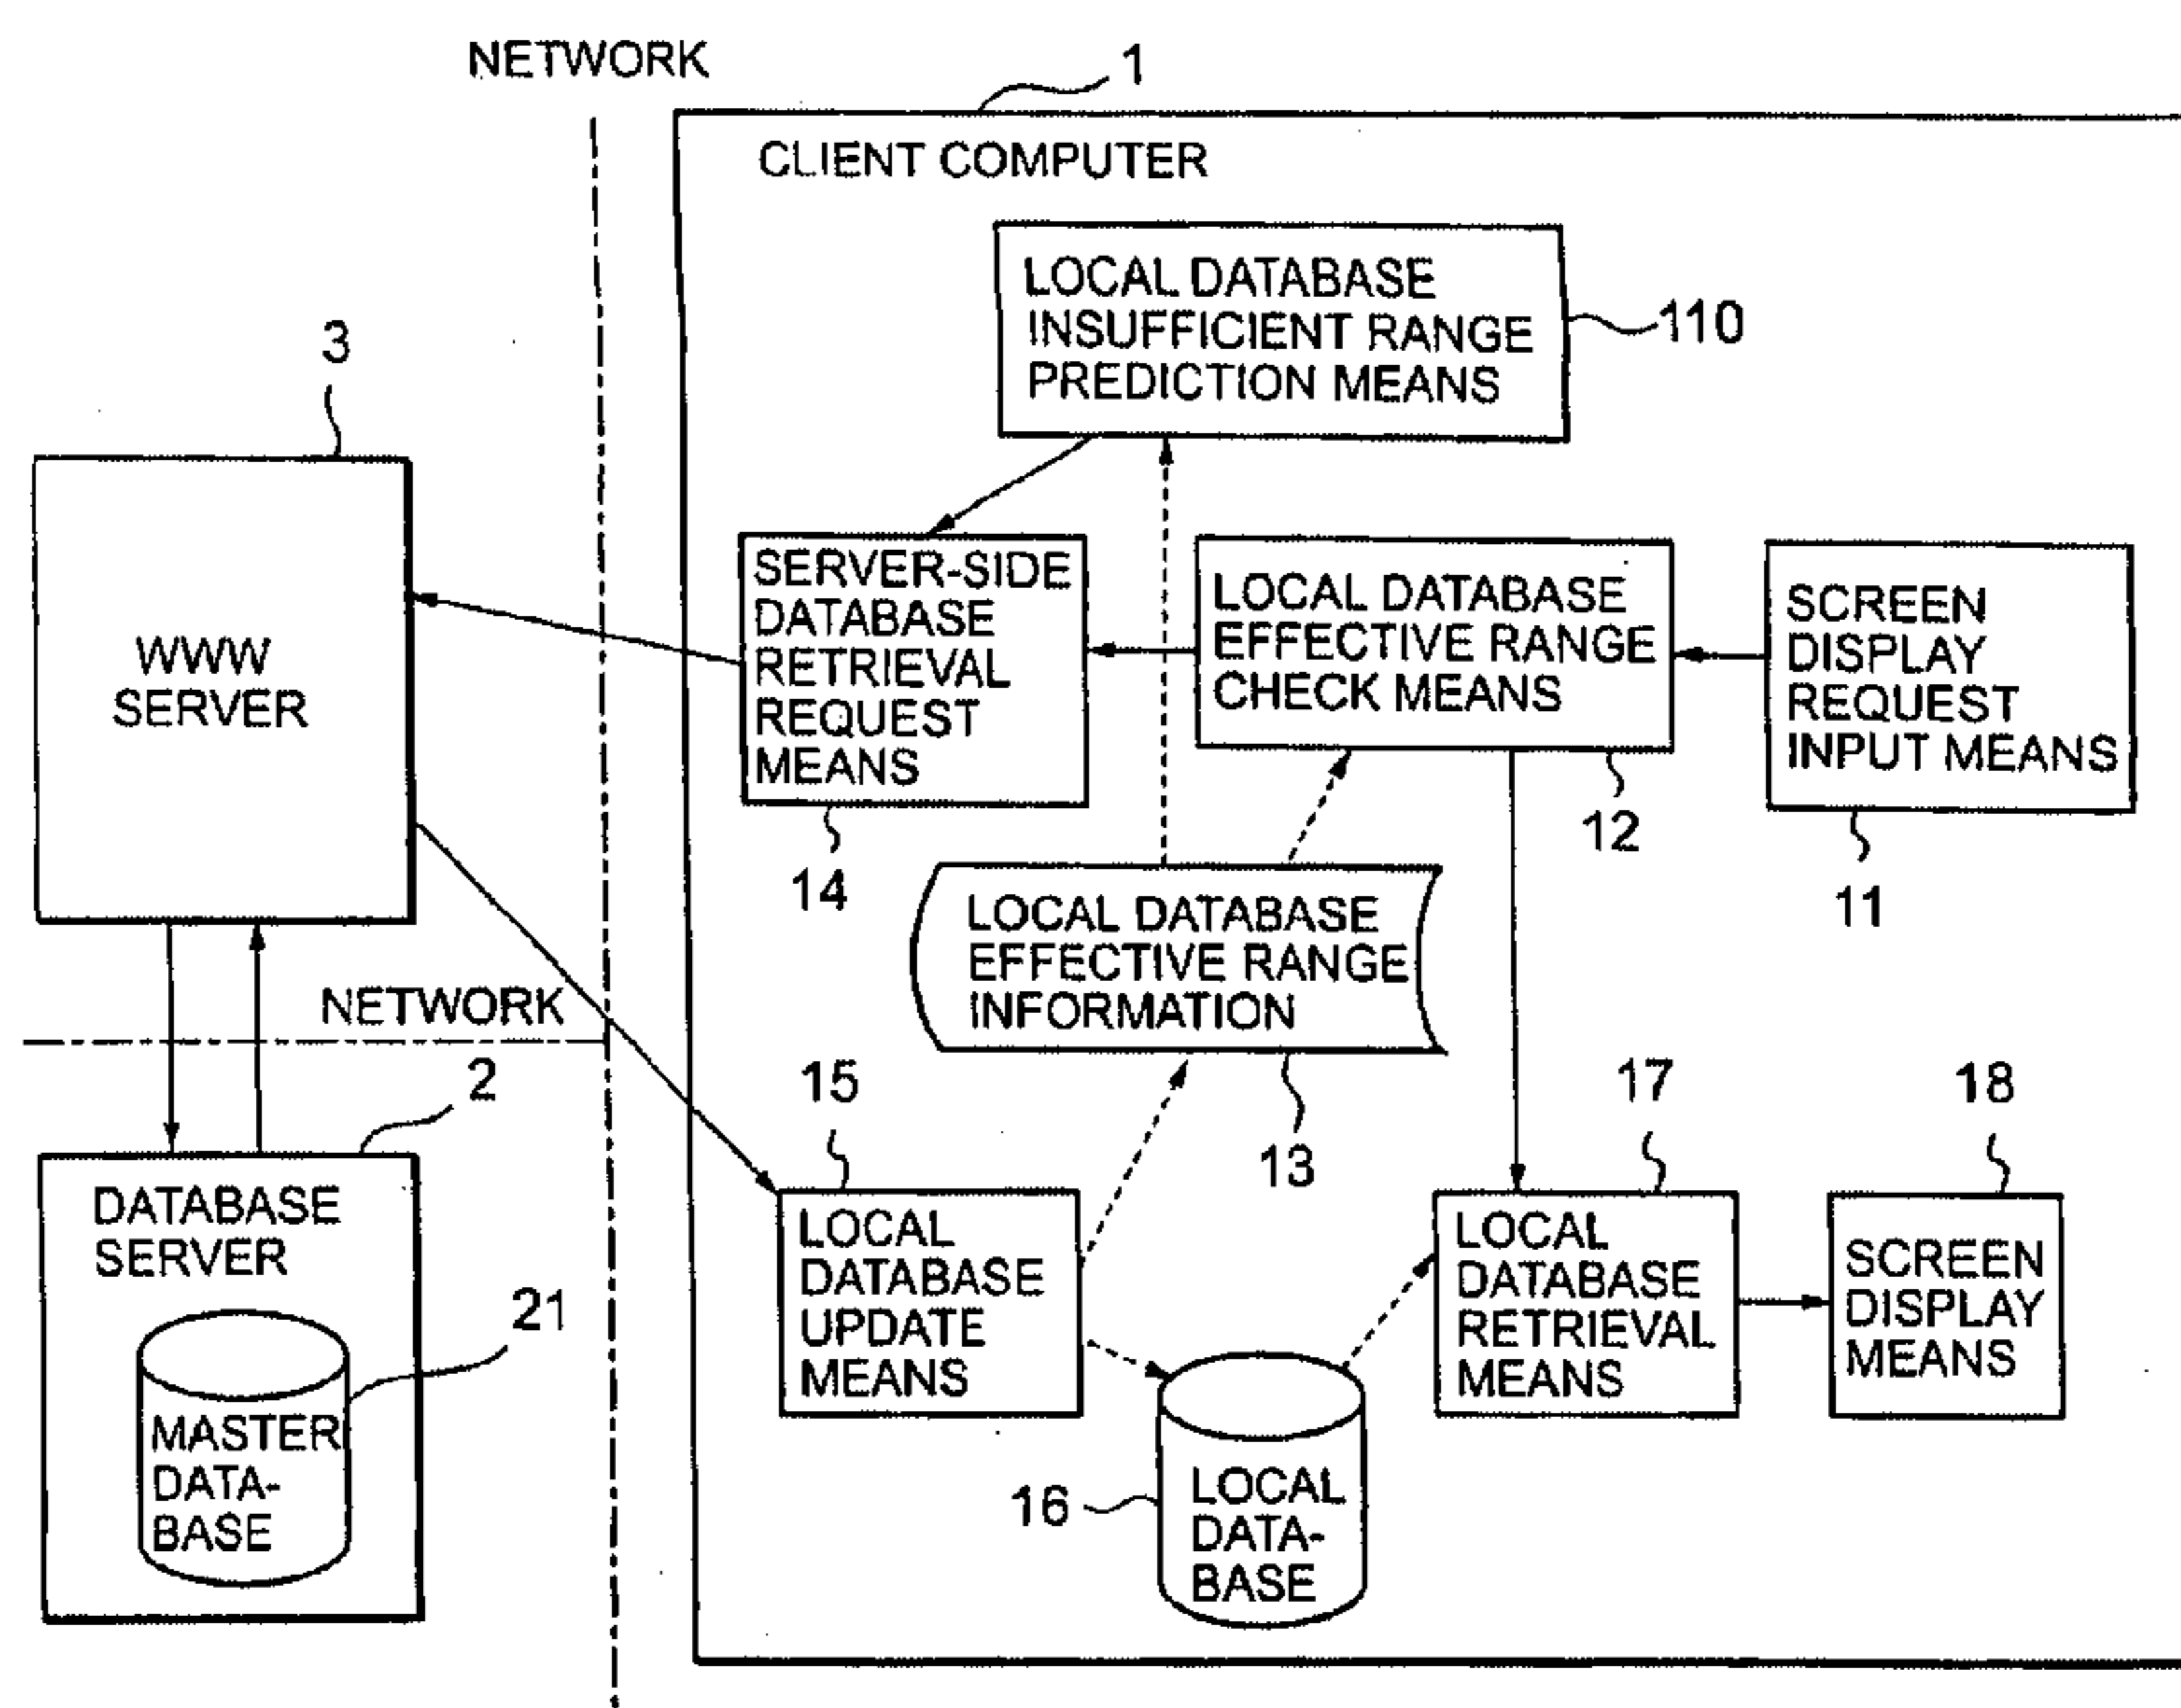 NETWORK
1
CLIENT COMPUTER
LOCAL DATABASE
INSUFFICIENT RANGE
PREDICTION MEANS
110
3
WWW
SERVER
SERVER-SIDE
DATABASE
RETRIEVAL
REQUEST
MEANS
14
LOCAL DATABASE
EFFECTIVE RANGE
CHECK MEANS
12
SCREEN
DISPLAY
REQUEST
INPUT MEANS
11
LOCAL DATABASE
EFFECTIVE RANGE
INFORMATION
13
NETWORK
2
DATABASE
SERVER
21
MASTER
DATA-
BASE
15
LOCAL
DATABASE
UPDATE
MEANS
16
LOCAL
DATA-
BASE
17
LOCAL
DATABASE
RETRIEVAL
MEANS
18
SCREEN
DISPLAY
MEANS